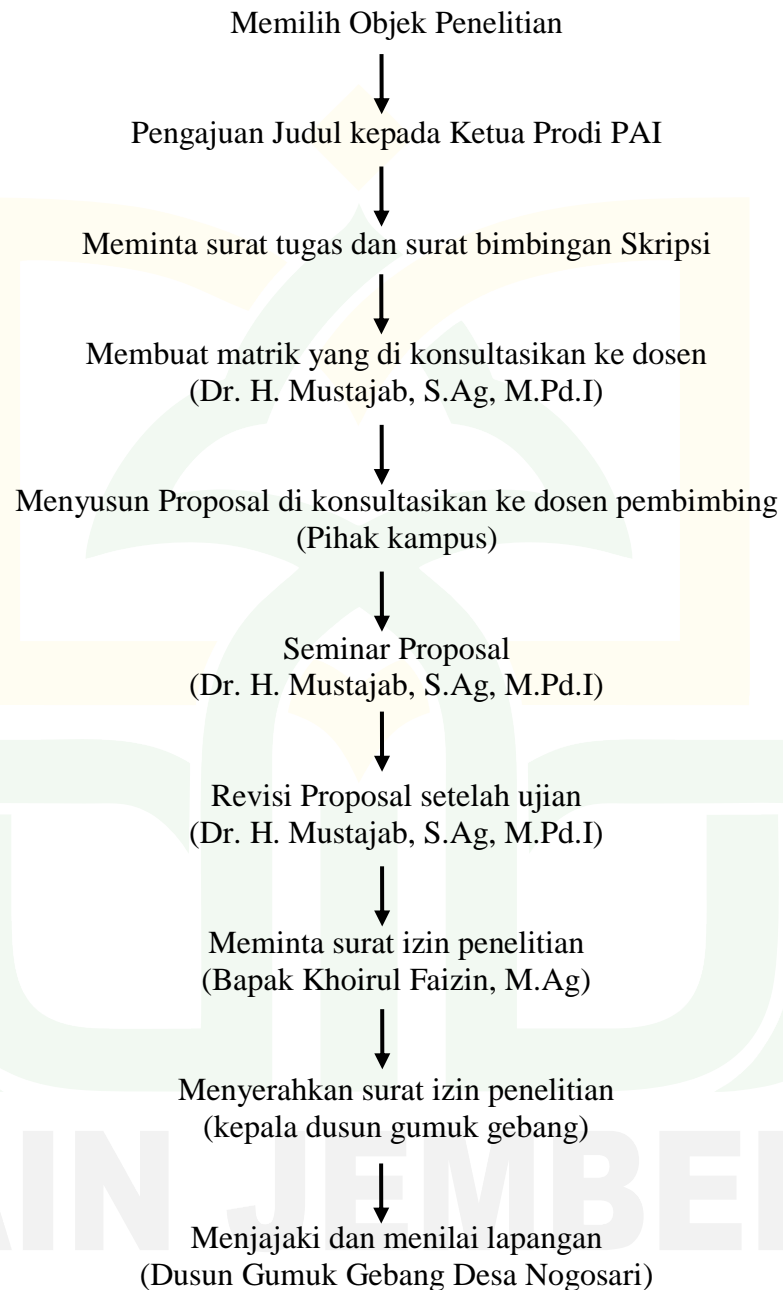 Memilih Objek Penelitian
Pengajuan Judul kepada Ketua Prodi PAI
Meminta surat tugas dan surat bimbingan Skripsi
Membuat matrik yang di konsultasikan ke dosen
(Dr. H. Mustajab, S.Ag, M.Pd.I)
Menyusun Proposal di konsultasikan ke dosen pembimbing
(Pihak kampus)
Seminar Proposal
(Dr. H. Mustajab, S.Ag, M.Pd.I)
Revisi Proposal setelah ujian
(Dr. H. Mustajab, S.Ag, M.Pd.I)
Meminta surat izin penelitian
(Bapak Khoirul Faizin, M.Ag)
Menyerahkan surat izin penelitian
(kepala dusun gumuk gebang)
AIN JEMBE
Menjajaki dan menilai lapangan
(Dusun Gumuk Gebang Desa Nogosari)